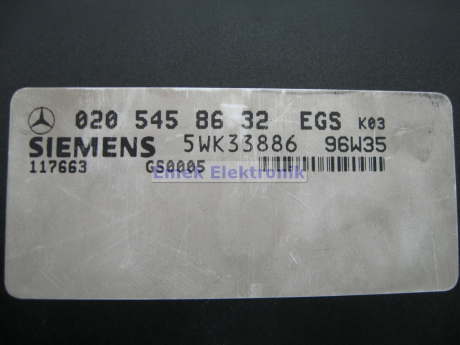 020 545 86 32 EGS K03
SIEMENS 5WK33886 96W35
117663 GS0005
Emek Elektronik